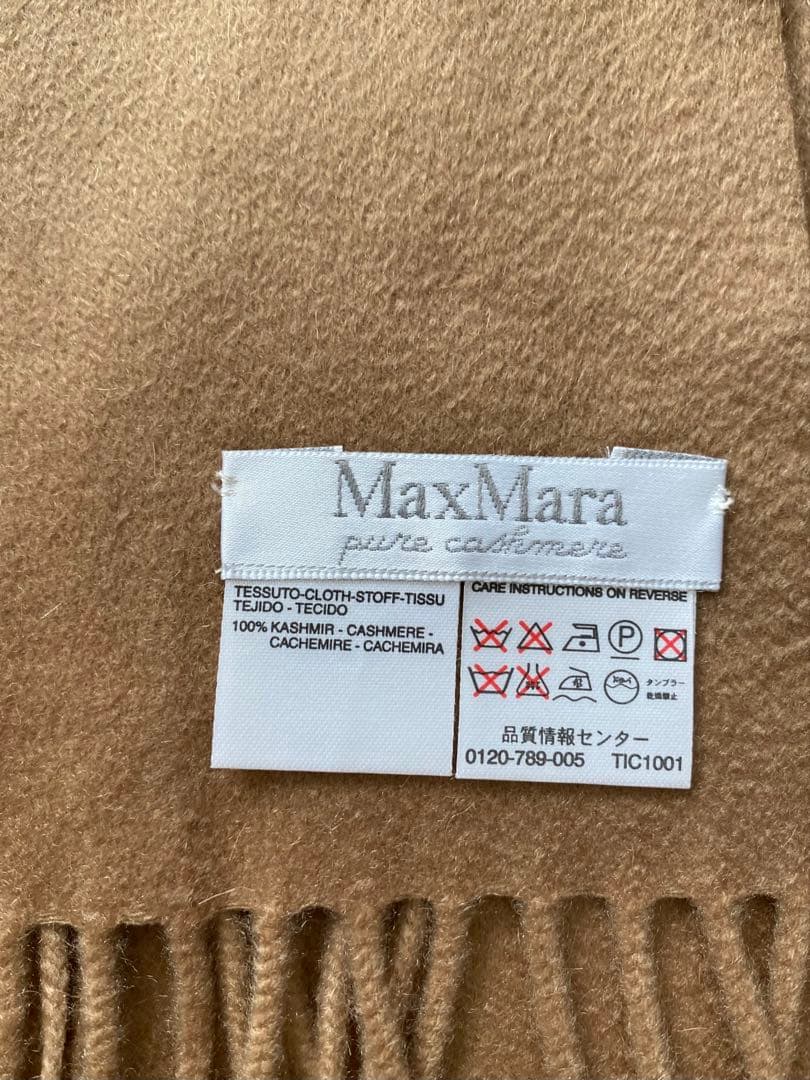 MaxMara
pure cashmere
TESSUTO-CLOTH-STOFF-TISSU
TEJIDO - TECIDO
100% KASHMIR - CASHMERE -
CACHEMIRE - CACHEMIRA
CARE INSTRUCTIONS ON REVERSE
P
タンブラー
乾燥禁止
品質情報センター
0120-789-005 TIC1001